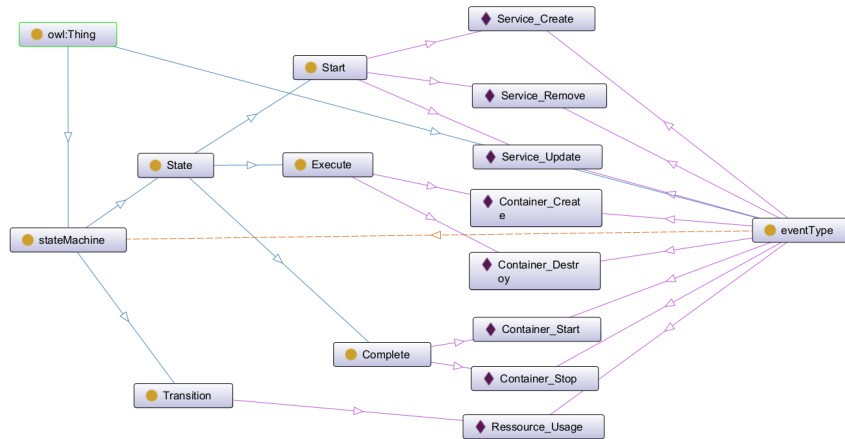 Service_Create
owl:Thing
Start
Service_Remove
Service_Update
State
Execute
Container_Creat
e
eventType
stateMachine
Container_Destr
oy
Container_Start
Complete
Container_Stop
Transition
Ressource_Usage